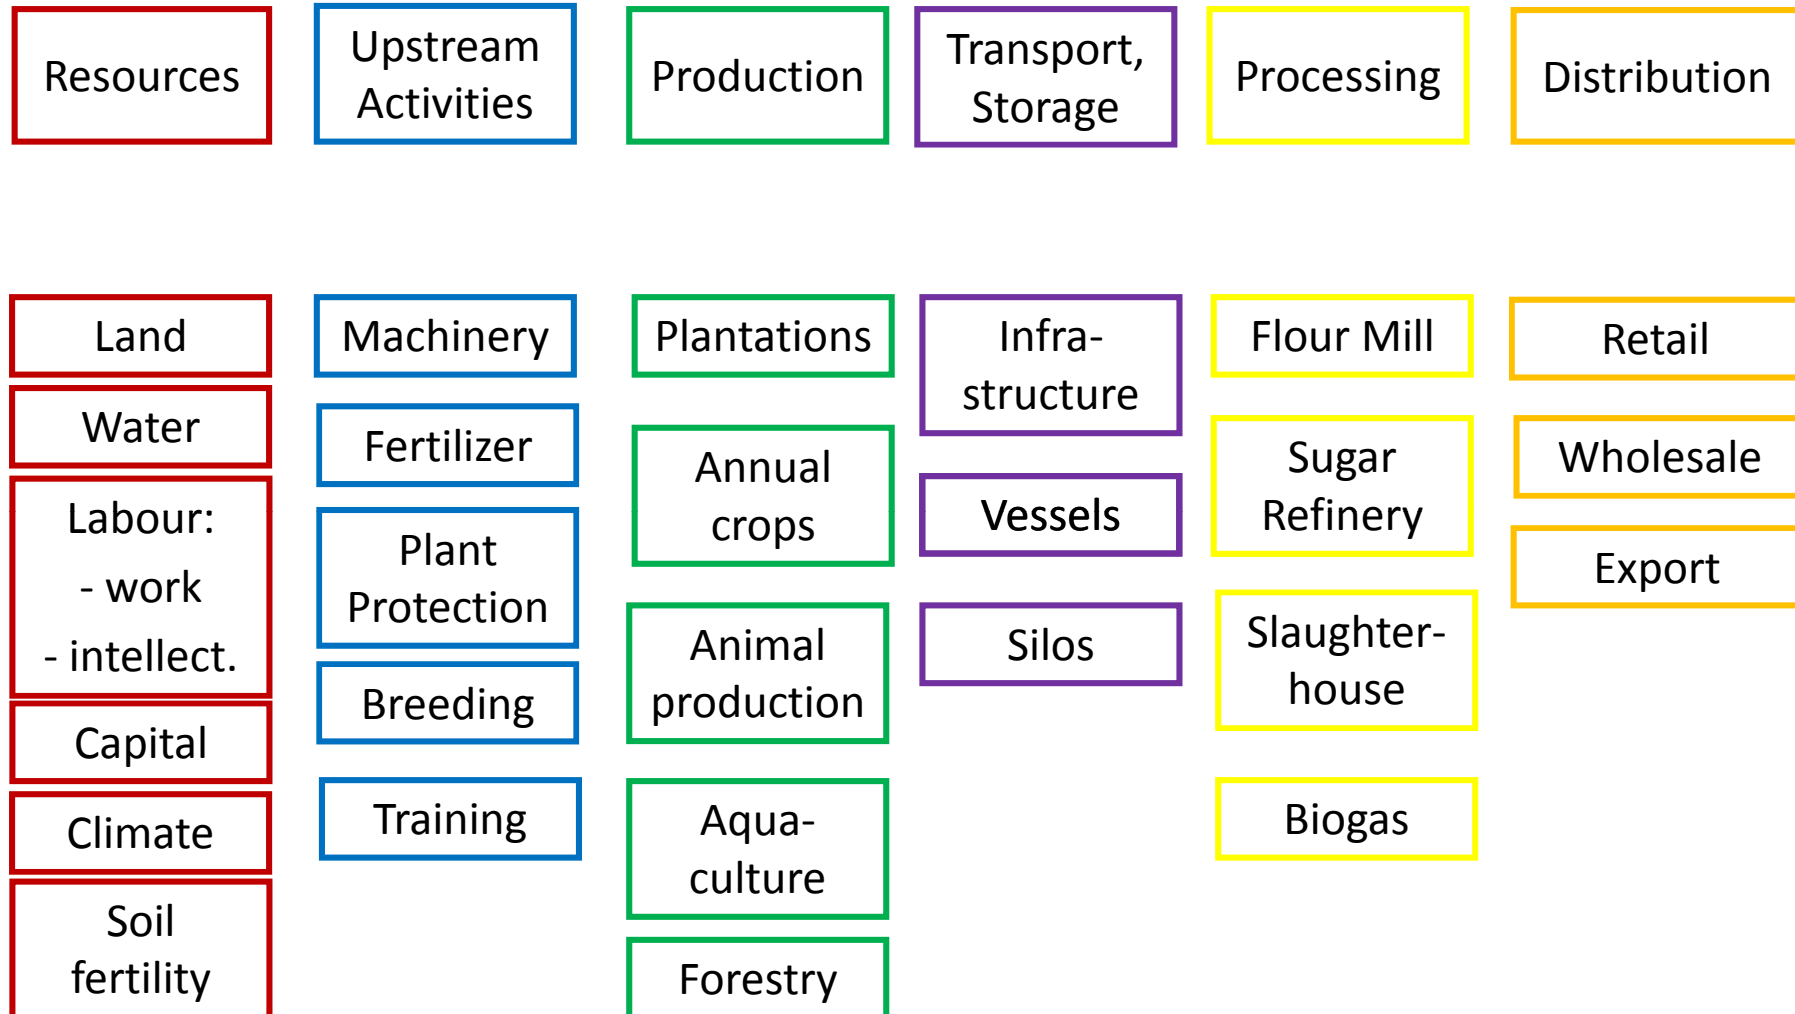 Resources
Upstream
Activities
Production
Transport,
Storage
Processing
Distribution
Land
Water
Labour:
- work
- intellect.
Capital
Climate
Soil
fertility
Machinery
Fertilizer
Plant
Protection
Breeding
Training
Plantations
Annual
crops
Animal
production
Aqua-
culture
Forestry
Infra-
structure
Vessels
Silos
Flour Mill
Sugar
Refinery
Slaughter-
house
Biogas
Retail
Wholesale
Export